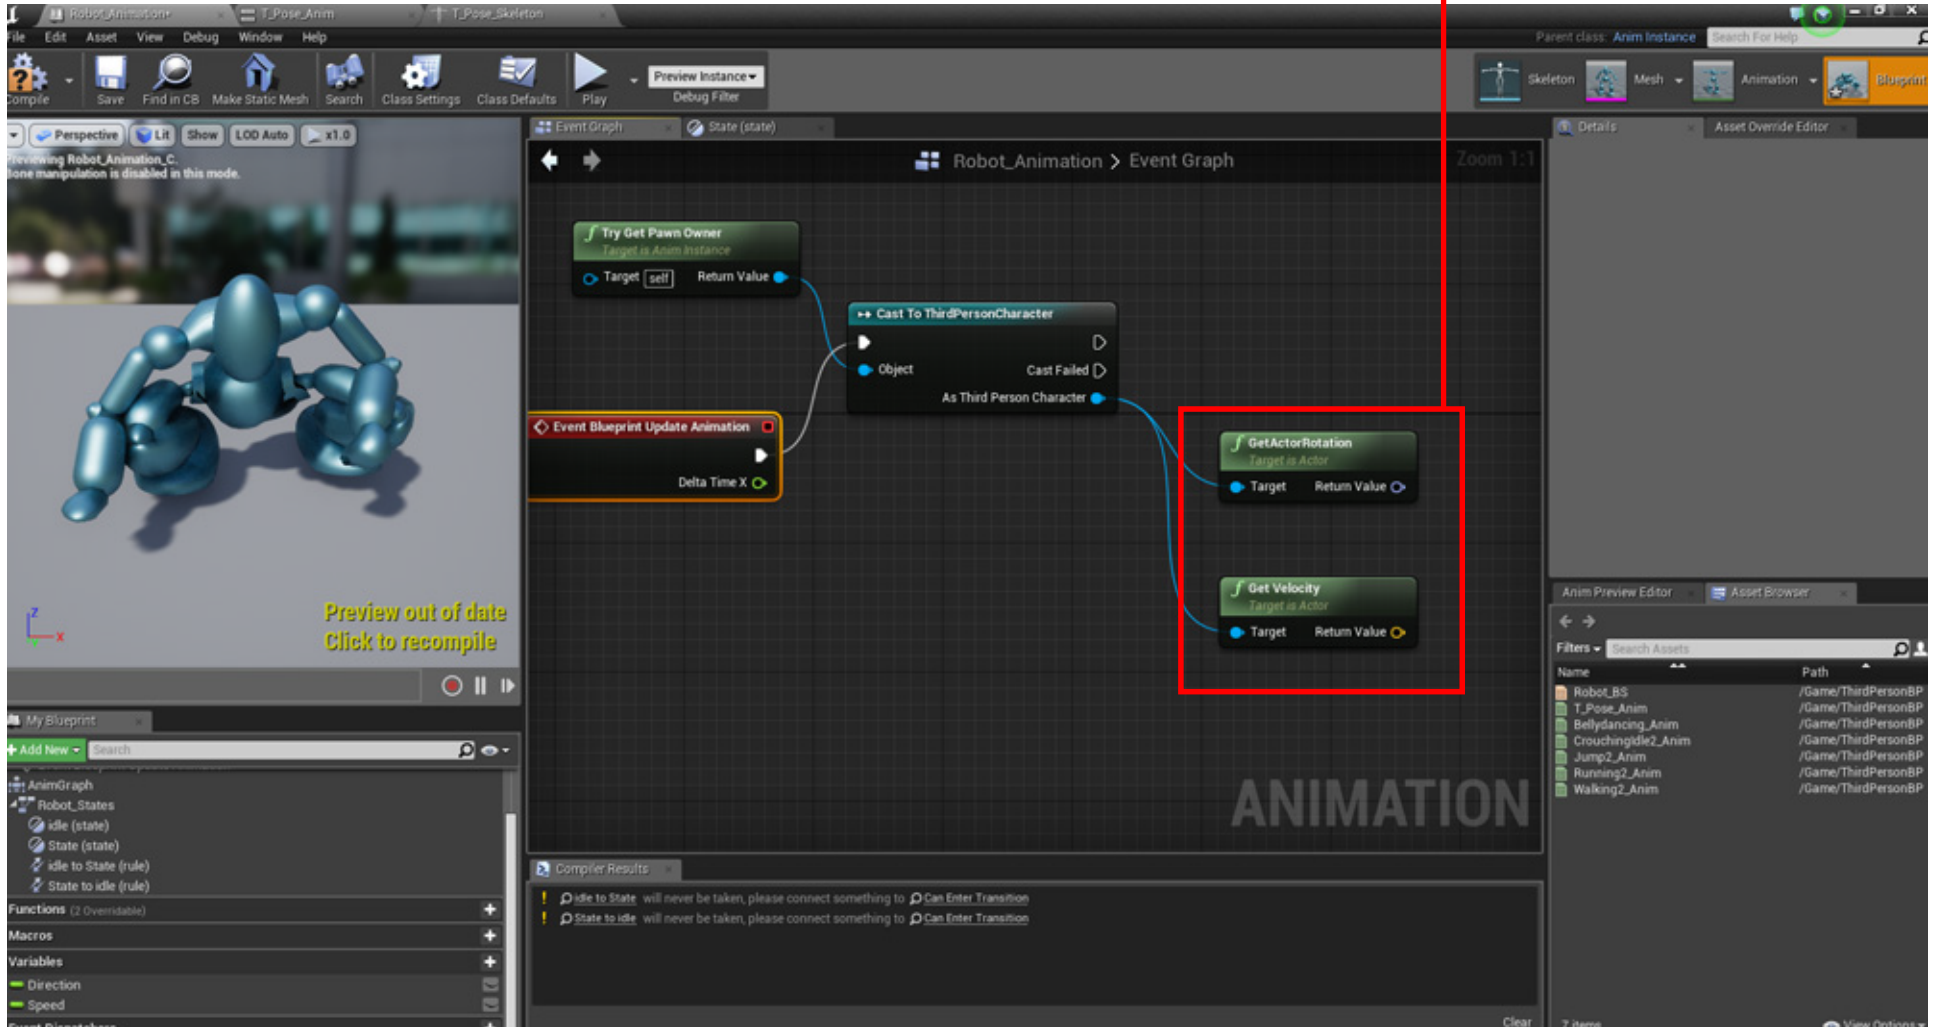 Robot_Animation*
T_Pose_Anim
T_Pose_Skeleton
File Edit Asset View Debug Window Help
Parent class: Anim Instance
Search For Help
Compile
Save
Find in CB
Make Static Mesh
Search
Class Settings
Class Defaults
Play
Preview Instance
Debug Filter
Skeleton
Mesh
Animation
Blueprint
Perspective
Lit
Show
LOD Auto
x1.0
Previewing Robot_Animation_C.
Bone manipulation is disabled in this mode.
Z
X
Preview out of date
Click to recompile
Event Graph
State (state)
Robot_Animation > Event Graph
Zoom 1:1
Try Get Pawn Owner
Target is Anim Instance
Target self Return Value
Cast To ThirdPersonCharacter
Object
Cast Failed
As Third Person Character
Event Blueprint Update Animation
Delta Time X
GetActorRotation
Target is Actor
Target Return Value
Get Velocity
Target is Actor
Target Return Value
ANIMATION
Details
Asset Override Editor
Anim Preview Editor
Asset Browser
Filters
Search Assets
Name Path
Robot_BS /Game/ThirdPersonBP
T_Pose_Anim /Game/ThirdPersonBP
Bellydancing_Anim /Game/ThirdPersonBP
CrouchingIdle2_Anim /Game/ThirdPersonBP
Jump2_Anim /Game/ThirdPersonBP
Running2_Anim /Game/ThirdPersonBP
Walking2_Anim /Game/ThirdPersonBP
7 items
View Options
My Blueprint
+ Add New
Search
AnimGraph
Robot_States
idle (state)
State (state)
idle to State (rule)
State to idle (rule)
Functions (2 Overridable)
Macros
Variables
Direction
Speed
Event Dispatchers
Compiler Results
! idle to State will never be taken, please connect something to Can Enter Transition
! State to idle will never be taken, please connect something to Can Enter Transition
Clear